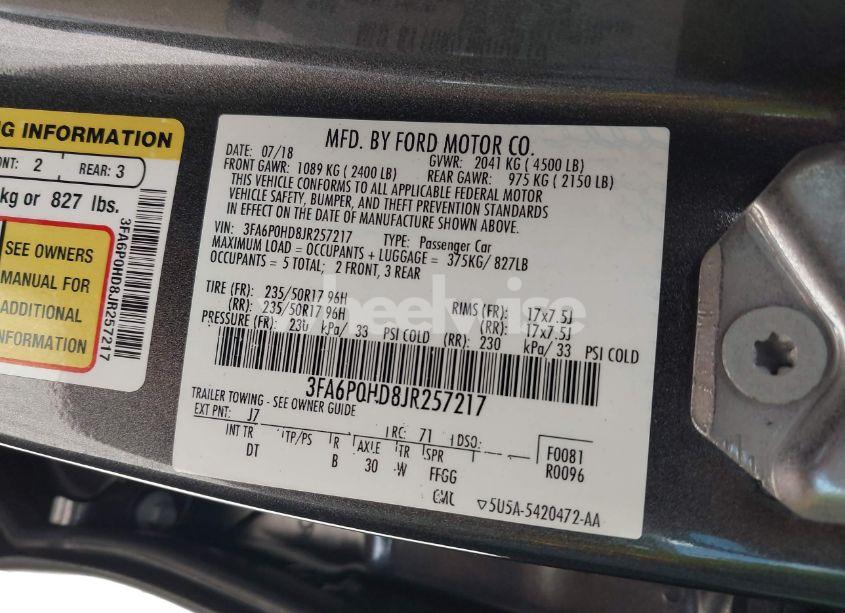 NG INFORMATION
NT: 2 REAR: 3
kg or 827 lbs.
SEE OWNERS
MANUAL FOR
ADDITIONAL
INFORMATION
3FA6P0HD8JR257217
MFD. BY FORD MOTOR CO.
DATE: 07/18 GVWR: 2041 KG ( 4500 LB)
FRONT GAWR: 1089 KG ( 2400 LB) REAR GAWR: 975 KG ( 2150 LB)
THIS VEHICLE CONFORMS TO ALL APPLICABLE FEDERAL MOTOR
VEHICLE SAFETY, BUMPER, AND THEFT PREVENTION STANDARDS
IN EFFECT ON THE DATE OF MANUFACTURE SHOWN ABOVE.
VIN: 3FA6P0HD8JR257217 TYPE: Passenger Car
MAXIMUM LOAD = OCCUPANTS + LUGGAGE = 375KG/ 827LB
OCCUPANTS = 5 TOTAL; 2 FRONT, 3 REAR
TIRE (FR): 235/50R17 96H RIMS (FR): 17x7.5J
(RR): 235/50R17 96H (RR): 17x7.5J
PRESSURE (FR): 230 kPa/ 33 PSI COLD (RR): 230 kPa/33 PSI COLD
wheelwise
3FA6P0HD8JR257217
TRAILER TOWING - SEE OWNER GUIDE
EXT PNT: J7 RC: 71 DSO: F0081
INT TR TP/PS R AXLE TR SPR R0096
DT B 30 -W FFGG
CMC ▽5U5A-5420472-AA